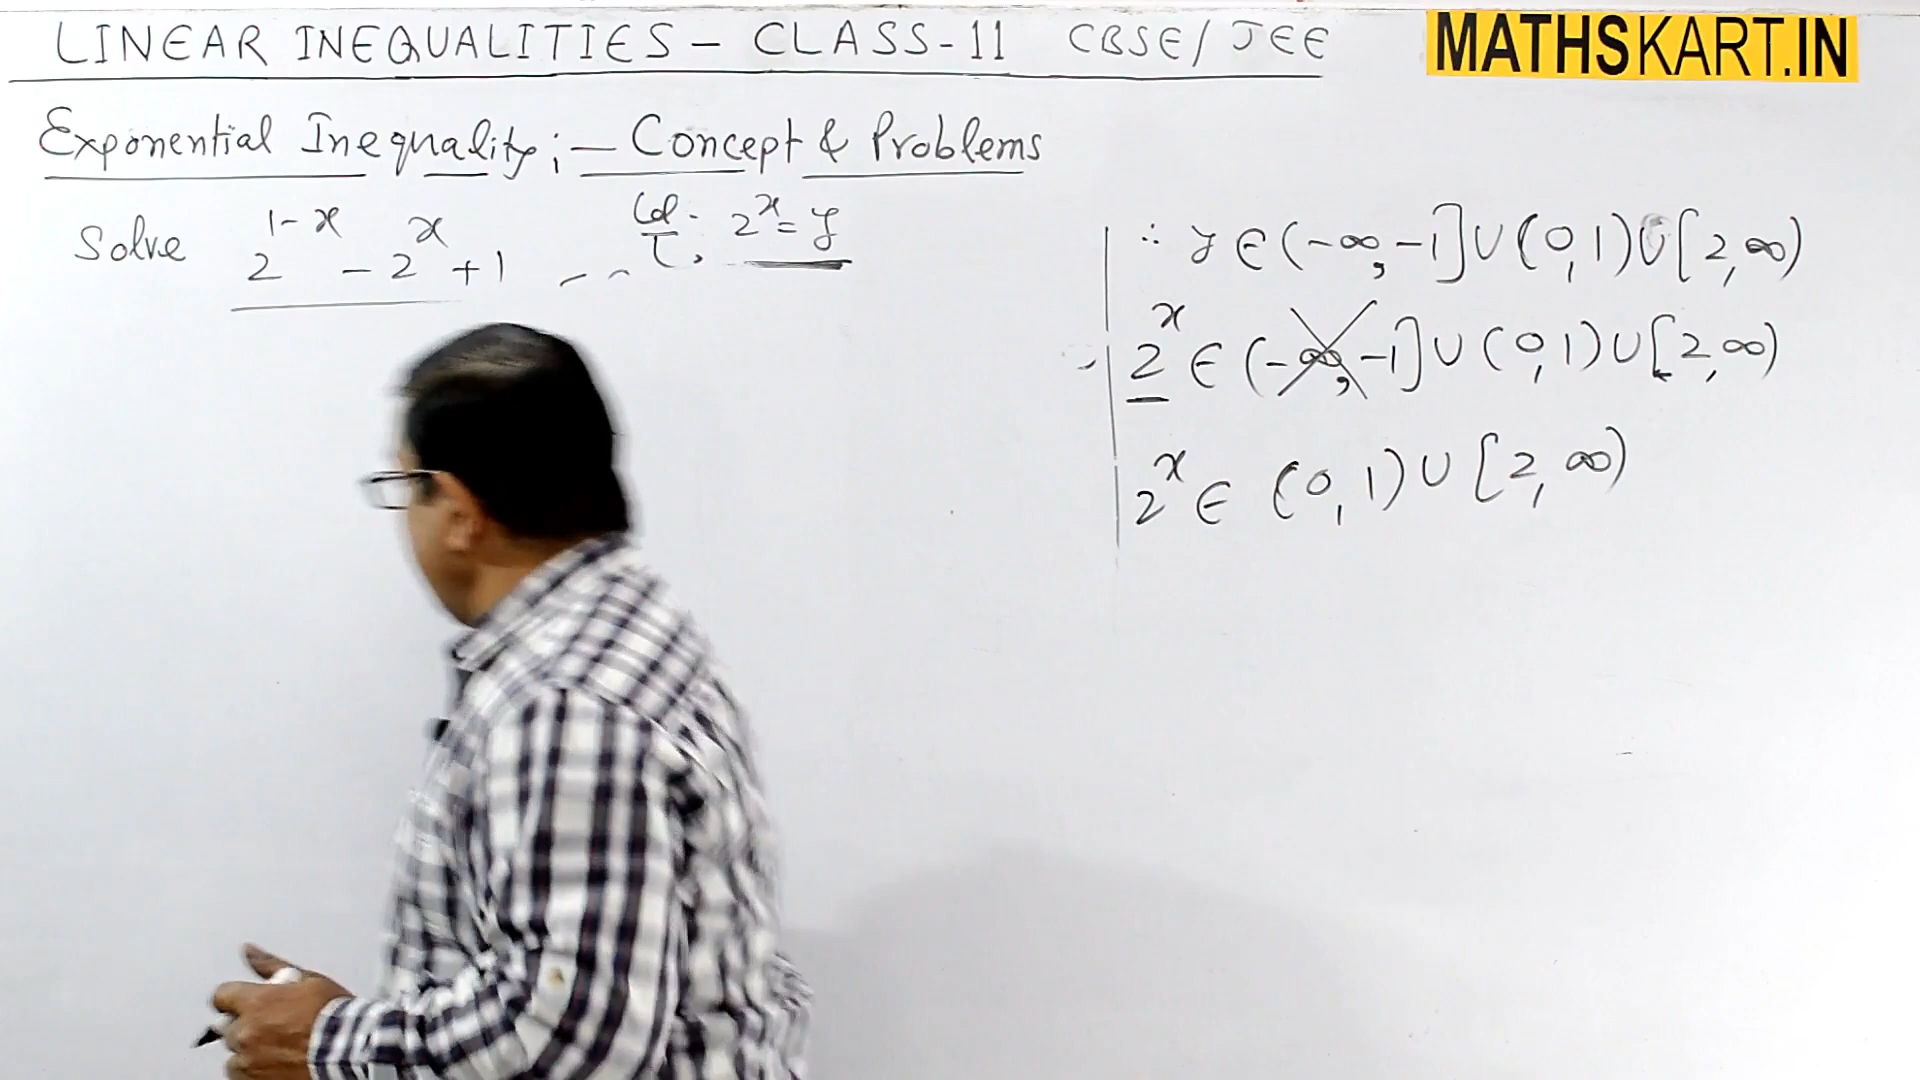 LINEAR INEQUALITIES - CLASS-11 CBSE/JEE
MATHSKART.IN
Exponential Inequality :- Concept & Problems
Solve 2^(1-x) - 2^x + 1
2^x = y
∴ y ∈ (-∞, -1] ∪ (0, 1) ∪ [2, ∞)
2^x ∈ (-∞, -1] ∪ (0, 1) ∪ [2, ∞)
2^x ∈ (0, 1) ∪ [2, ∞)